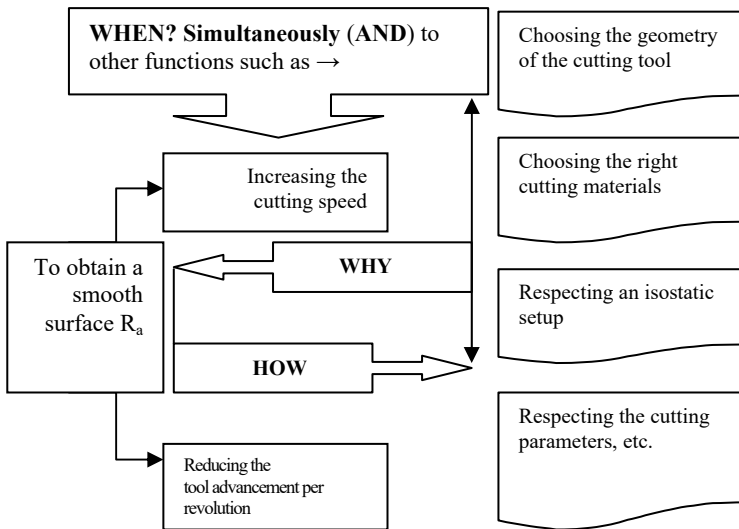 WHEN? Simultaneously (AND) to
other functions such as →
Choosing the geometry
of the cutting tool
Increasing the
cutting speed
Choosing the right
cutting materials
To obtain a
smooth
surface Ra
WHY
HOW
Respecting an isostatic
setup
Reducing the
tool advancement per
revolution
Respecting the cutting
parameters, etc.